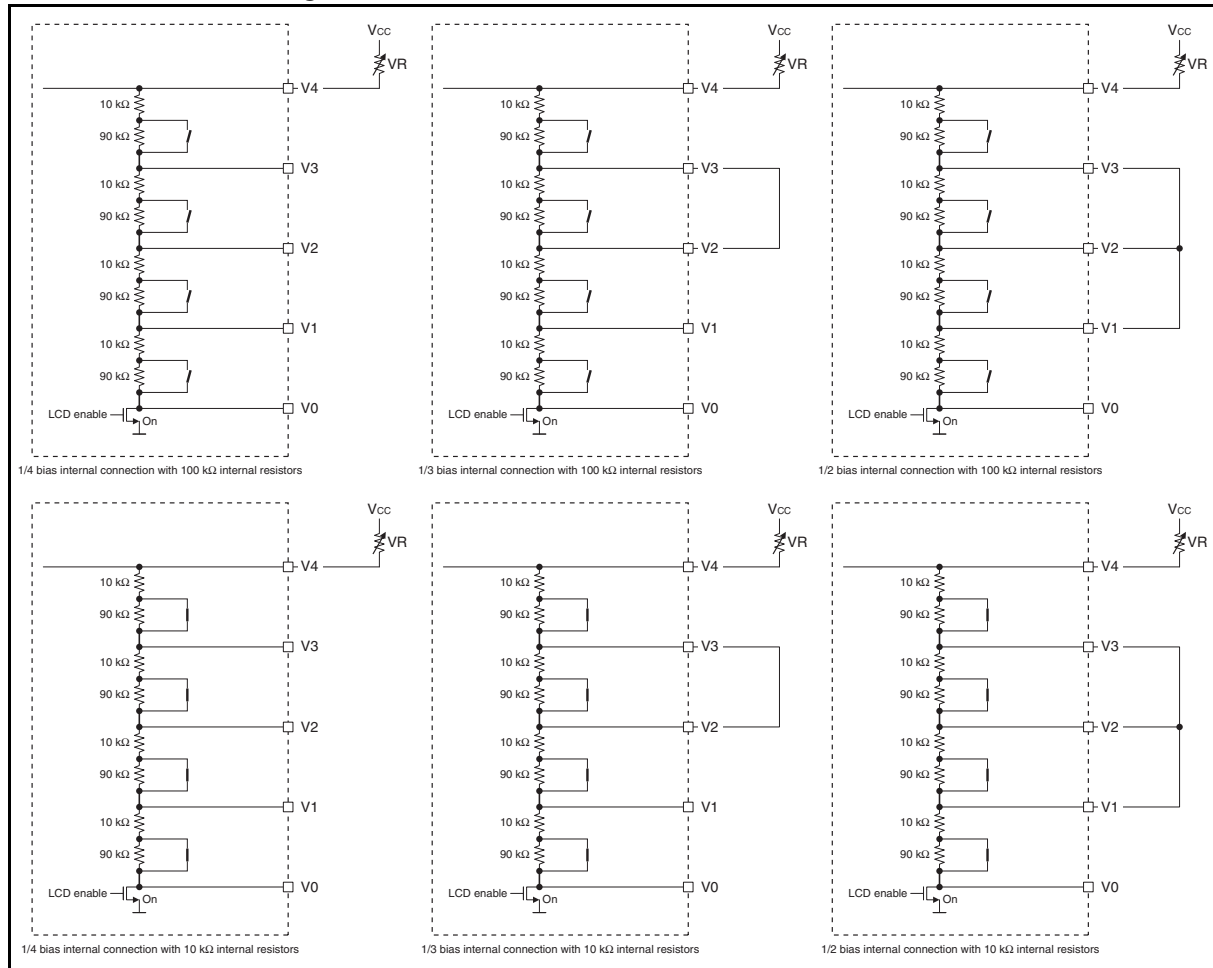 Vcc
VR
V4
10 kΩ
90 kΩ
V3
10 kΩ
90 kΩ
V2
10 kΩ
90 kΩ
V1
10 kΩ
90 kΩ
V0
LCD enable
On
1/4 bias internal connection with 100 kΩ internal resistors
Vcc
VR
V4
10 kΩ
90 kΩ
V3
10 kΩ
90 kΩ
V2
10 kΩ
90 kΩ
V1
10 kΩ
90 kΩ
V0
LCD enable
On
1/3 bias internal connection with 100 kΩ internal resistors
Vcc
VR
V4
10 kΩ
90 kΩ
V3
10 kΩ
90 kΩ
V2
10 kΩ
90 kΩ
V1
10 kΩ
90 kΩ
V0
LCD enable
On
1/2 bias internal connection with 100 kΩ internal resistors
Vcc
VR
V4
10 kΩ
90 kΩ
V3
10 kΩ
90 kΩ
V2
10 kΩ
90 kΩ
V1
10 kΩ
90 kΩ
V0
LCD enable
On
1/4 bias internal connection with 10 kΩ internal resistors
Vcc
VR
V4
10 kΩ
90 kΩ
V3
10 kΩ
90 kΩ
V2
10 kΩ
90 kΩ
V1
10 kΩ
90 kΩ
V0
LCD enable
On
1/3 bias internal connection with 10 kΩ internal resistors
Vcc
VR
V4
10 kΩ
90 kΩ
V3
10 kΩ
90 kΩ
V2
10 kΩ
90 kΩ
V1
10 kΩ
90 kΩ
V0
LCD enable
On
1/2 bias internal connection with 10 kΩ internal resistors